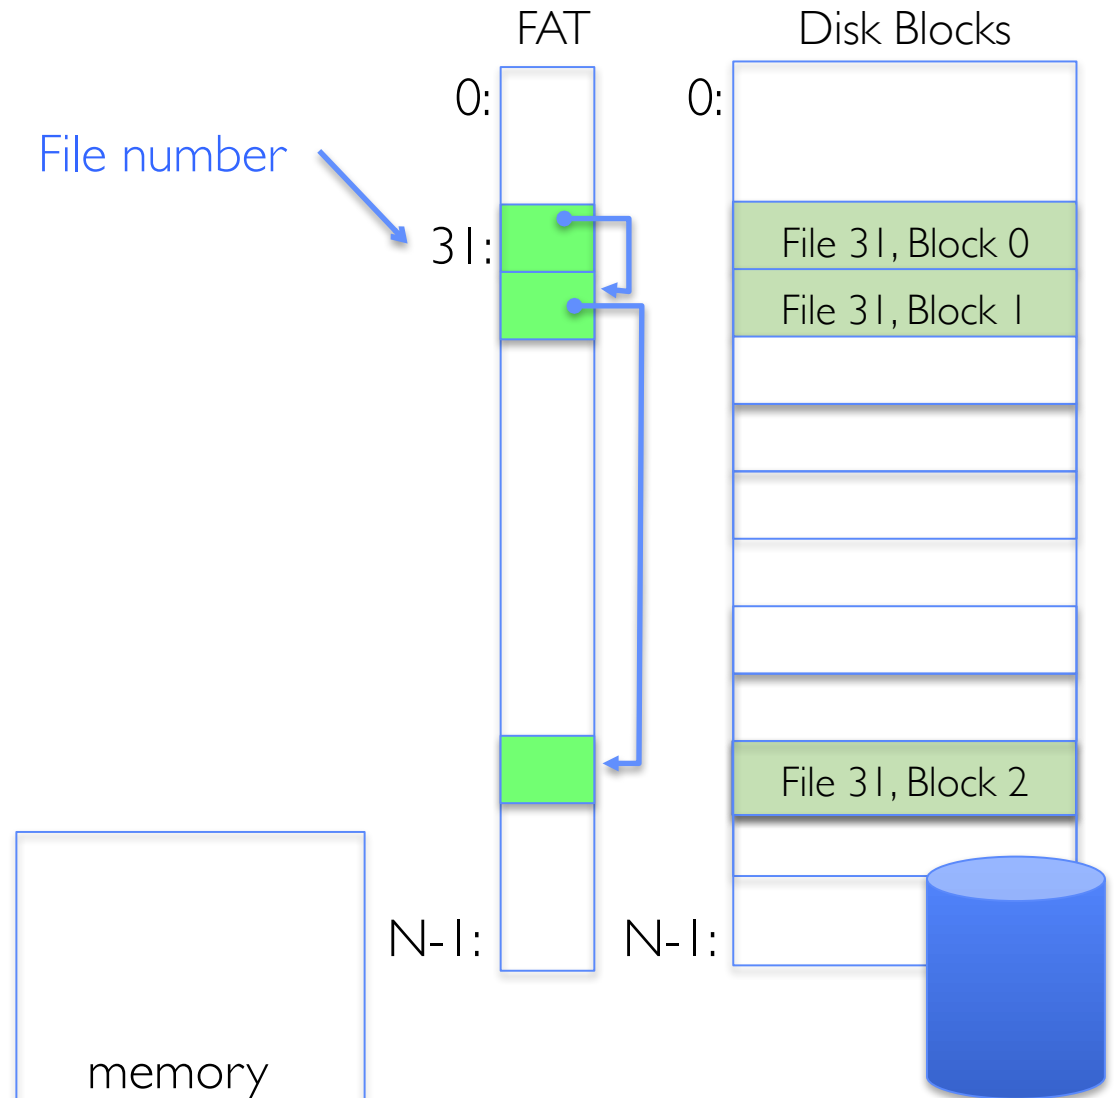 FAT
Disk Blocks
0:
0:
File number
31:
File 31, Block 0
File 31, Block 1
File 31, Block 2
N-1:
N-1:
memory